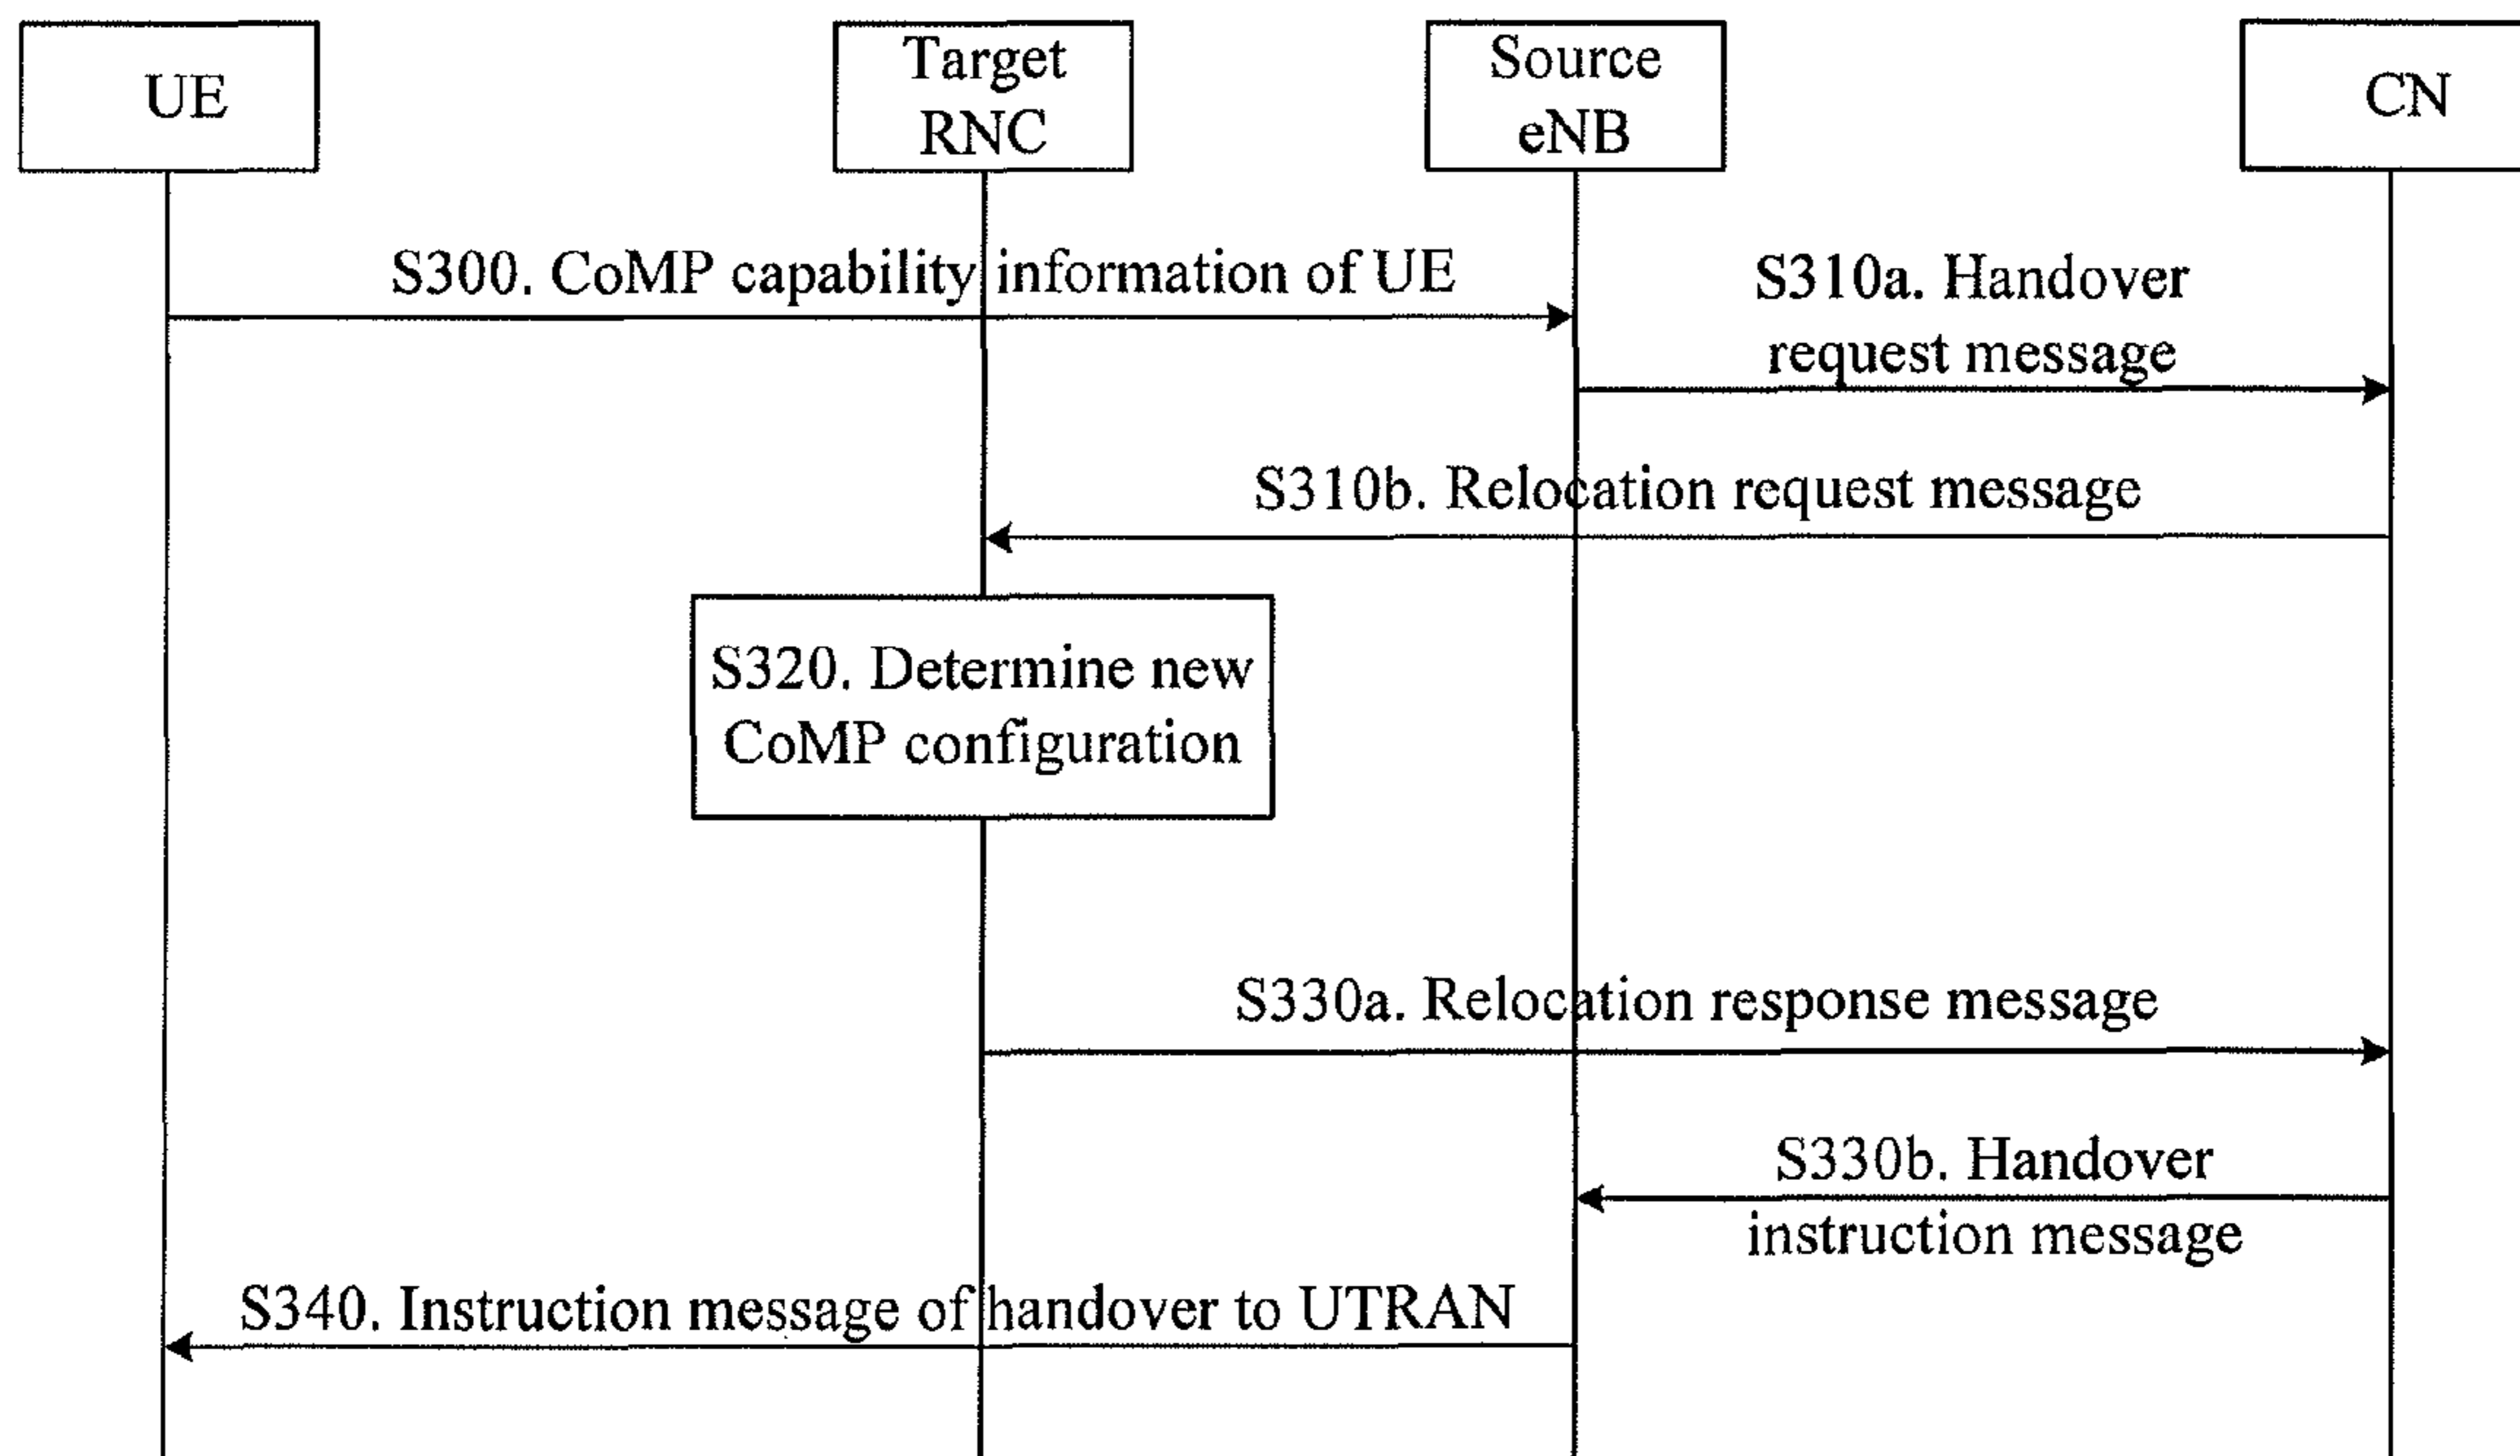 UE
Target
RNC
Source
eNB
CN
S300. CoMP capability information of UE
S310a. Handover
request message
S310b. Relocation request message
S320. Determine new
CoMP configuration
S330a. Relocation response message
S330b. Handover
instruction message
S340. Instruction message of handover to UTRAN